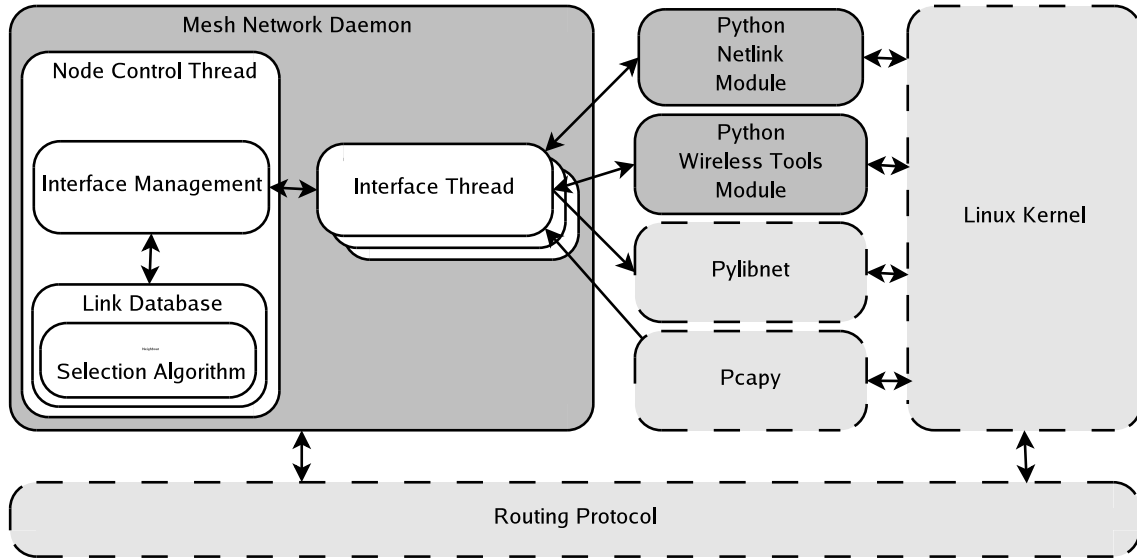 Mesh Network Daemon
Node Control Thread
Interface Management
Link Database
Neighbour
Selection Algorithm
Interface Thread
Python
Netlink
Module
Python
Wireless Tools
Module
Pylibnet
Pcapy
Linux Kernel
Routing Protocol